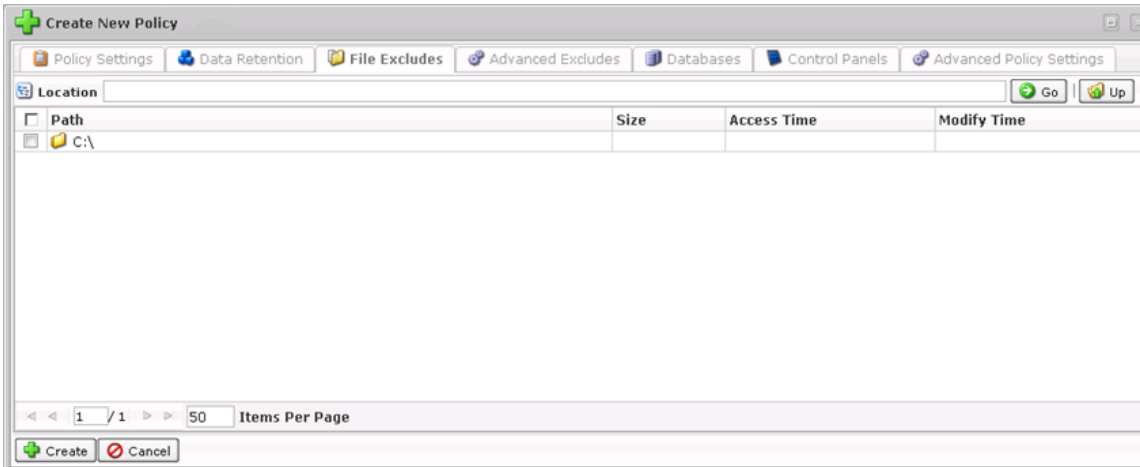 Create New Policy
Policy Settings Data Retention File Excludes Advanced Excludes Databases Control Panels Advanced Policy Settings
Location Go Up
Path Size Access Time Modify Time
C:\
1 / 1 50 Items Per Page
Create Cancel